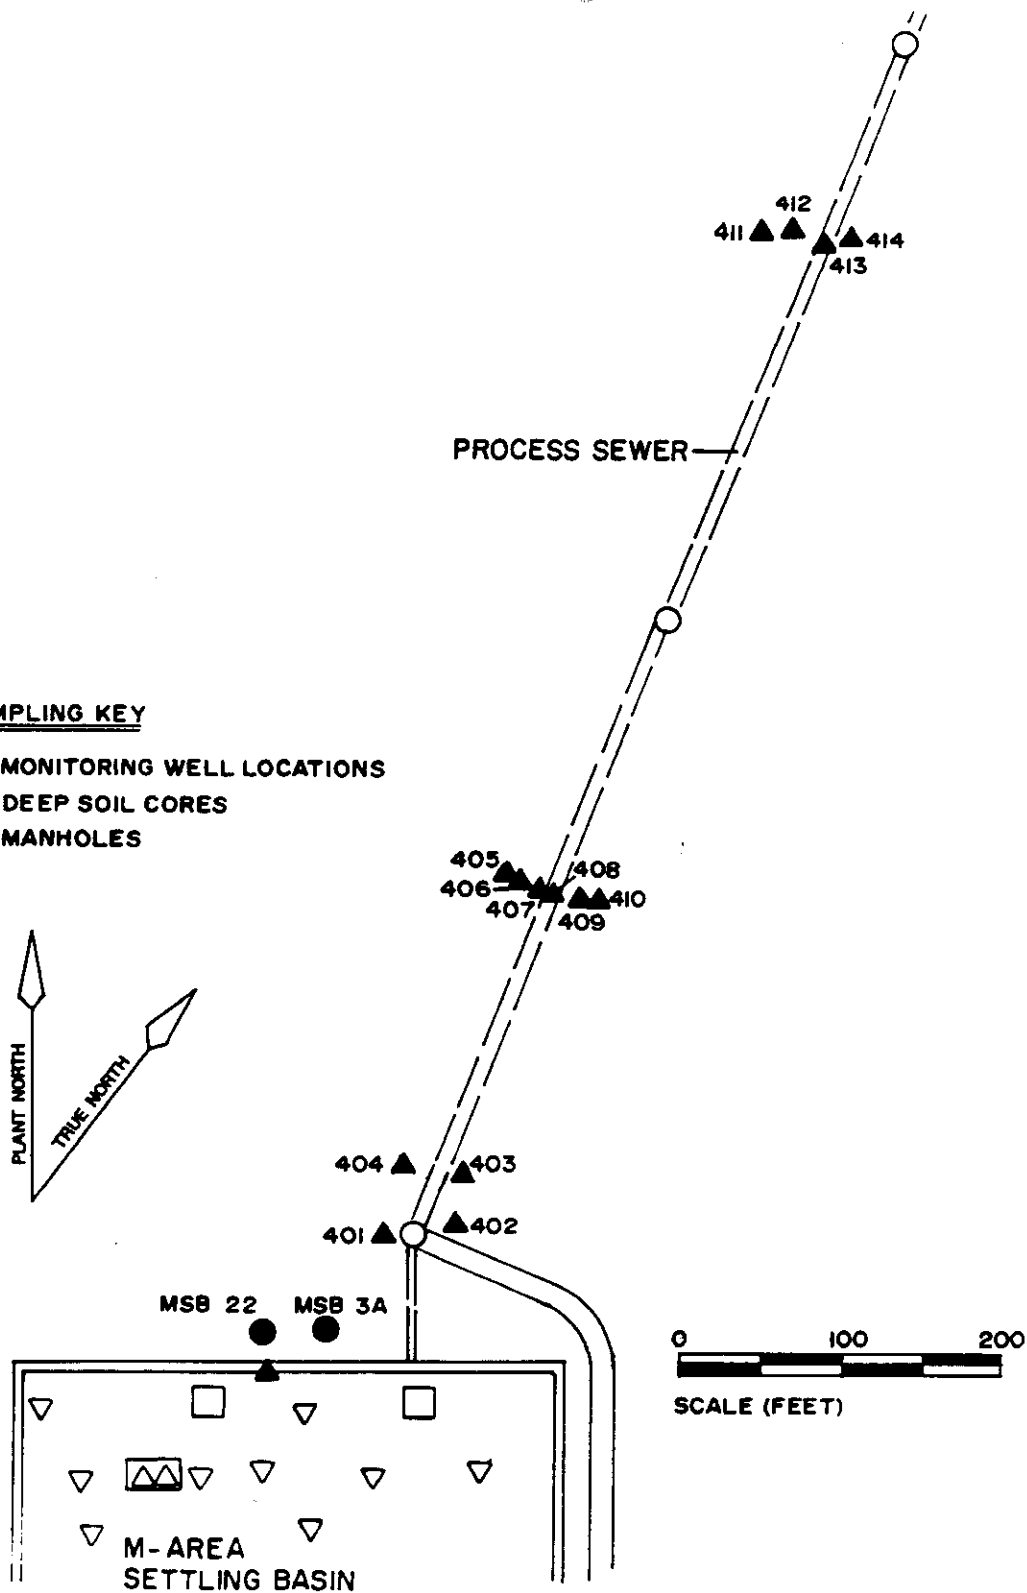 412
411
414
413
PROCESS SEWER
MPLING KEY
MONITORING WELL LOCATIONS
DEEP SOIL CORES
MANHOLES
405
408
406
410
407
409
PLANT NORTH
TRUE NORTH
404
403
401
402
MSB 22
MSB 3A
0 100 200
SCALE (FEET)
M-AREA
SETTLING BASIN